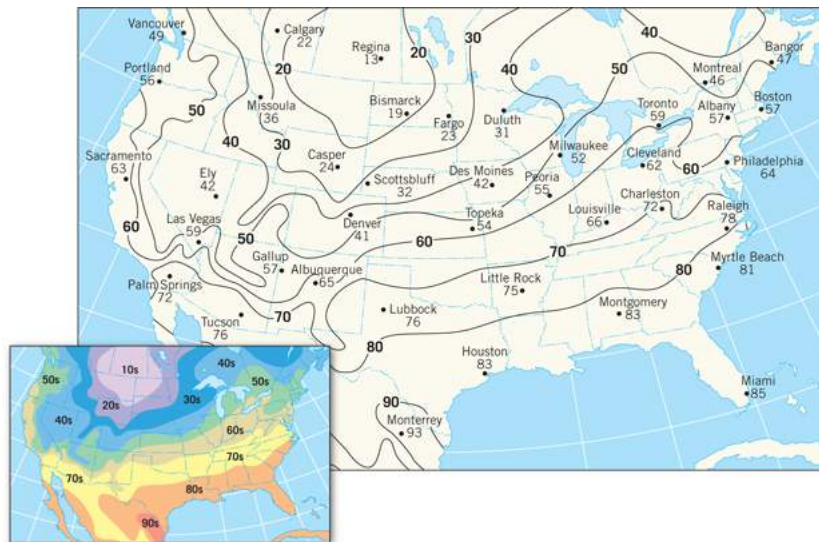 Vancouver
49
Calgary
22
Regina
13
20
20
30
40
40
50
Bangor
47
Montreal
46
Portland
56
50
Missoula
36
Bismarck
19
Fargo
23
Duluth
31
Toronto
59
Albany
57
Boston
57
40
30
Sacramento
63
Ely
42
Casper
24
Scottsbluff
32
Des Moines
42
Milwaukee
52
Peoria
55
Cleveland
62
60
Philadelphia
64
Las Vegas
59
60
50
Denver
41
Topeka
54
60
Louisville
66
Charleston
72
Raleigh
78
Gallup
57
Albuquerque
65
70
80
Myrtle Beach
81
Palm Springs
72
Little Rock
75
Tucson
76
70
Lubbock
76
Montgomery
83
80
Houston
83
Miami
85
90
Monterrey
93
10s
40s
50s
50s
20s
30s
40s
60s
70s
70s
80s
90s